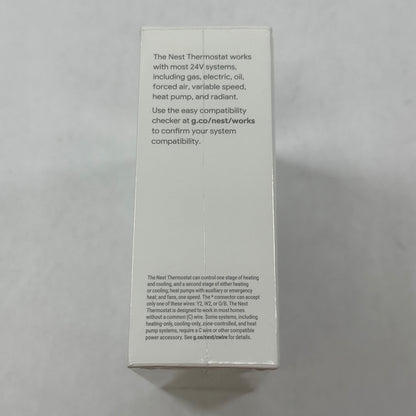 The Nest Thermostat works
with most 24V systems,
including gas, electric, oil,
forced air, variable speed,
heat pump, and radiant.
Use the easy compatibility
checker at g.co/nest/works
to confirm your system
compatibility.
The Nest Thermostat can control one stage of heating
and cooling, and a second stage of either heating
or cooling; heat pumps with auxiliary or emergency
heat; and fans, one speed. The * connector can accept
only one of these wires: Y2, W2, or O/B. The Nest
Thermostat is designed to work in most homes
without a common (C) wire. Some systems, including
heating-only, cooling-only, zone-controlled, and heat
pump systems, require a C wire or other compatible
power accessory. See g.co/nest/cwire for details.